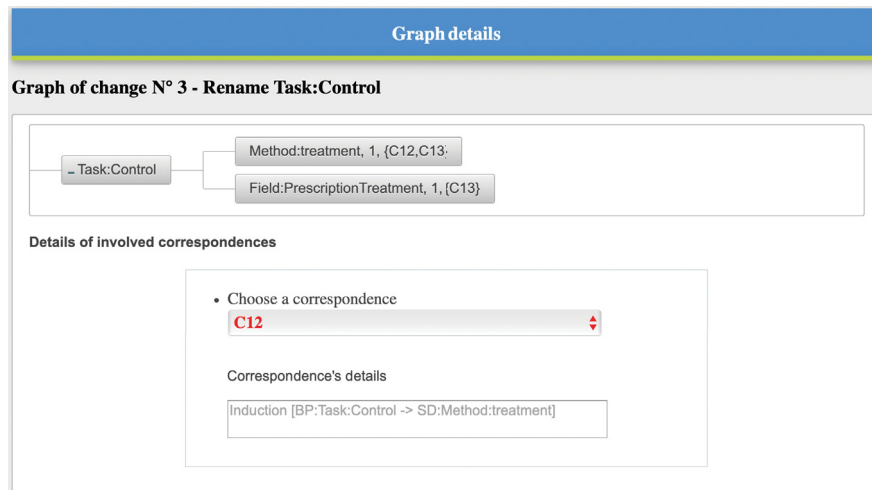 Graph details
Graph of change N° 3 - Rename Task:Control
Method:treatment, 1, {C12,C13
Task:Control
Field:PrescriptionTreatment, 1, {C13}
Details of involved correspondences
• Choose a correspondence
C12
Correspondence's details
Induction [BP:Task:Control -> SD:Method:treatment]